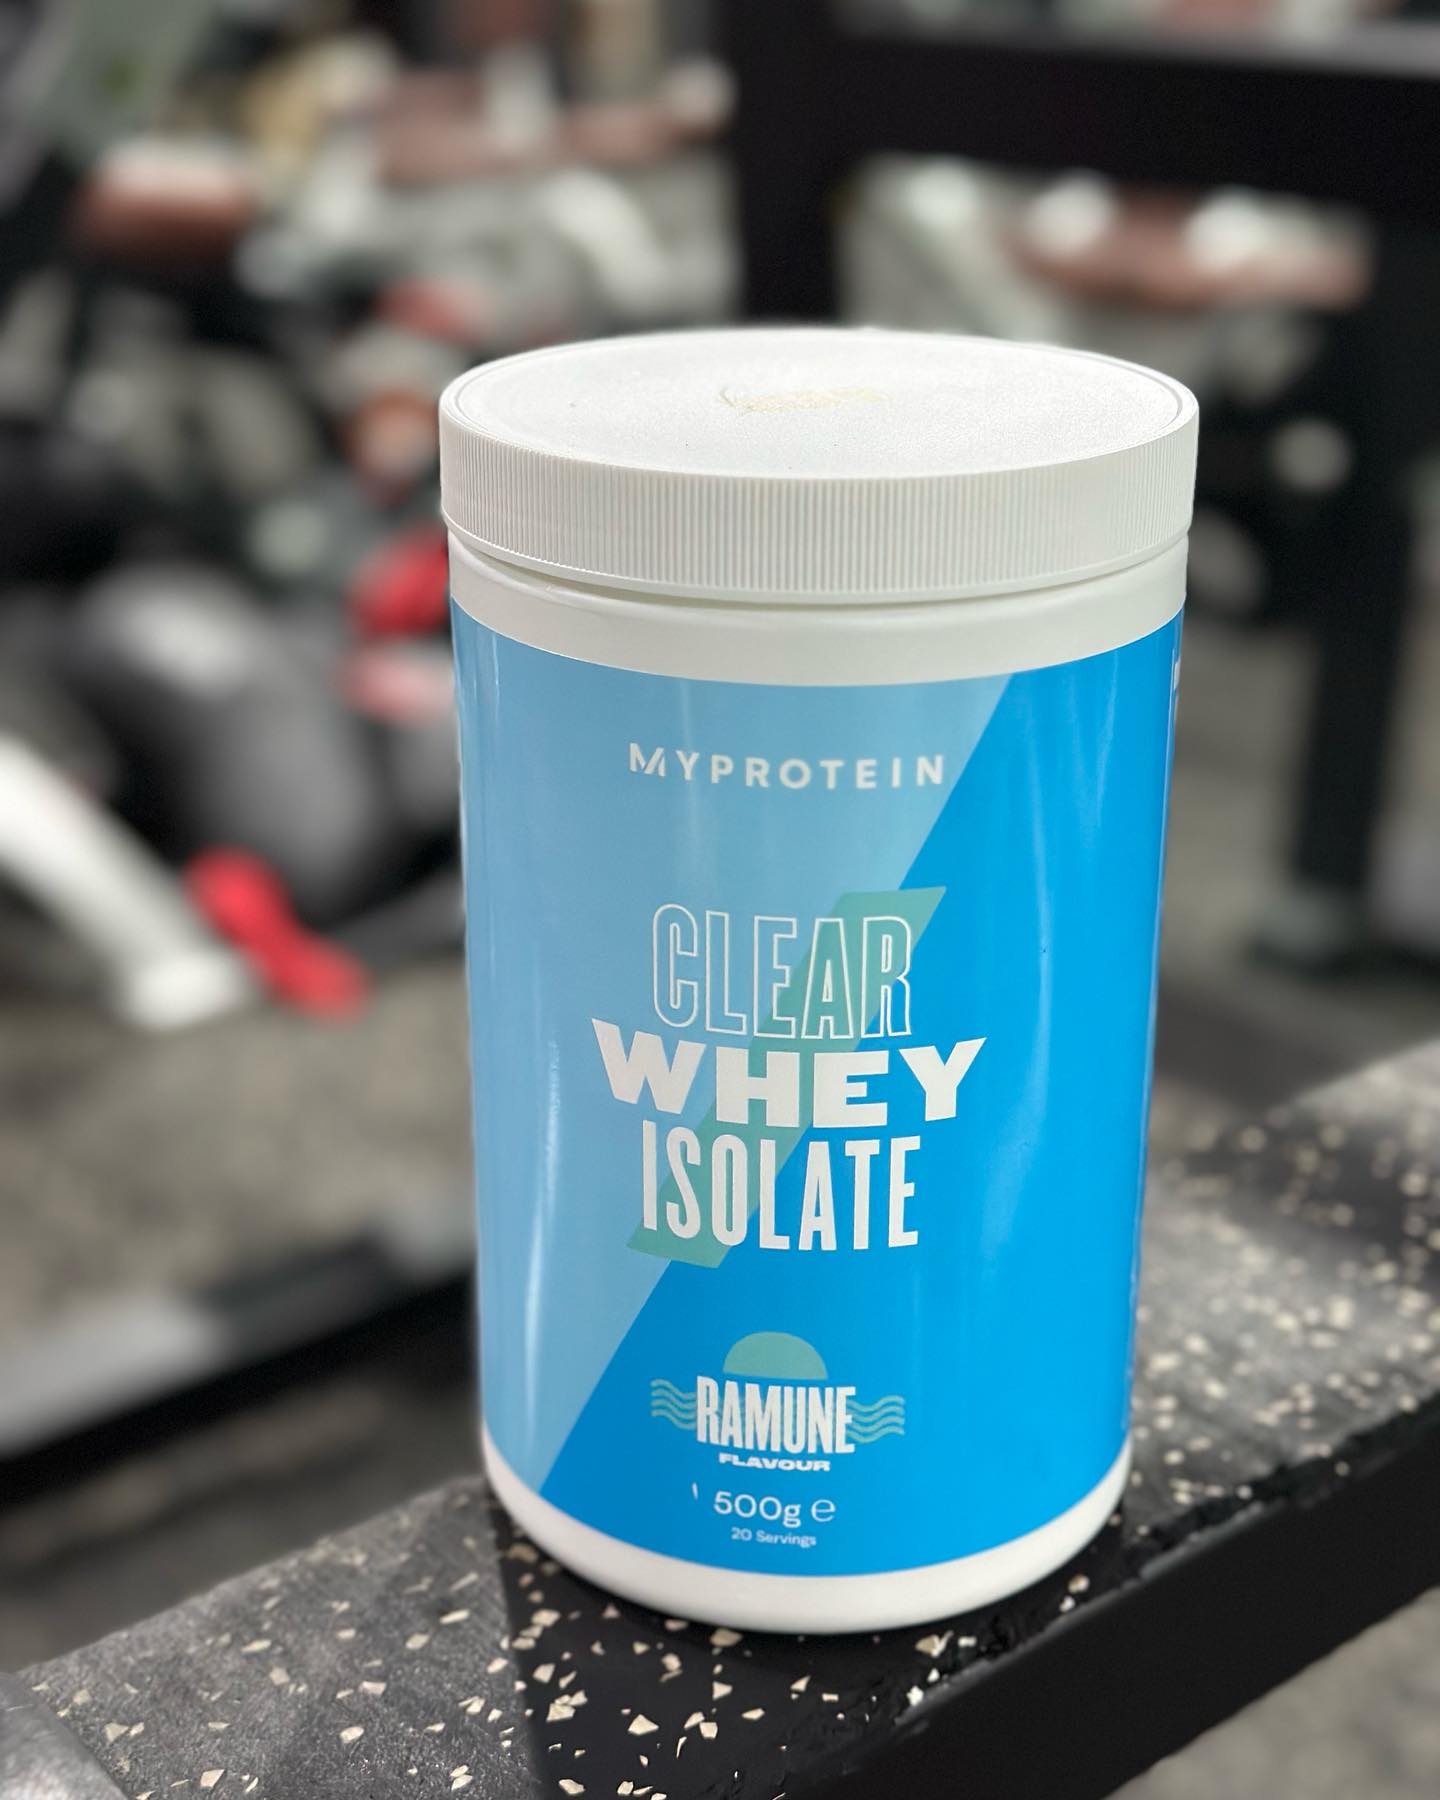 MYPROTEIN
CLEAR
WHEY
ISOLATE
RAMUNE
FLAVOUR
500g ℮
20 Servings